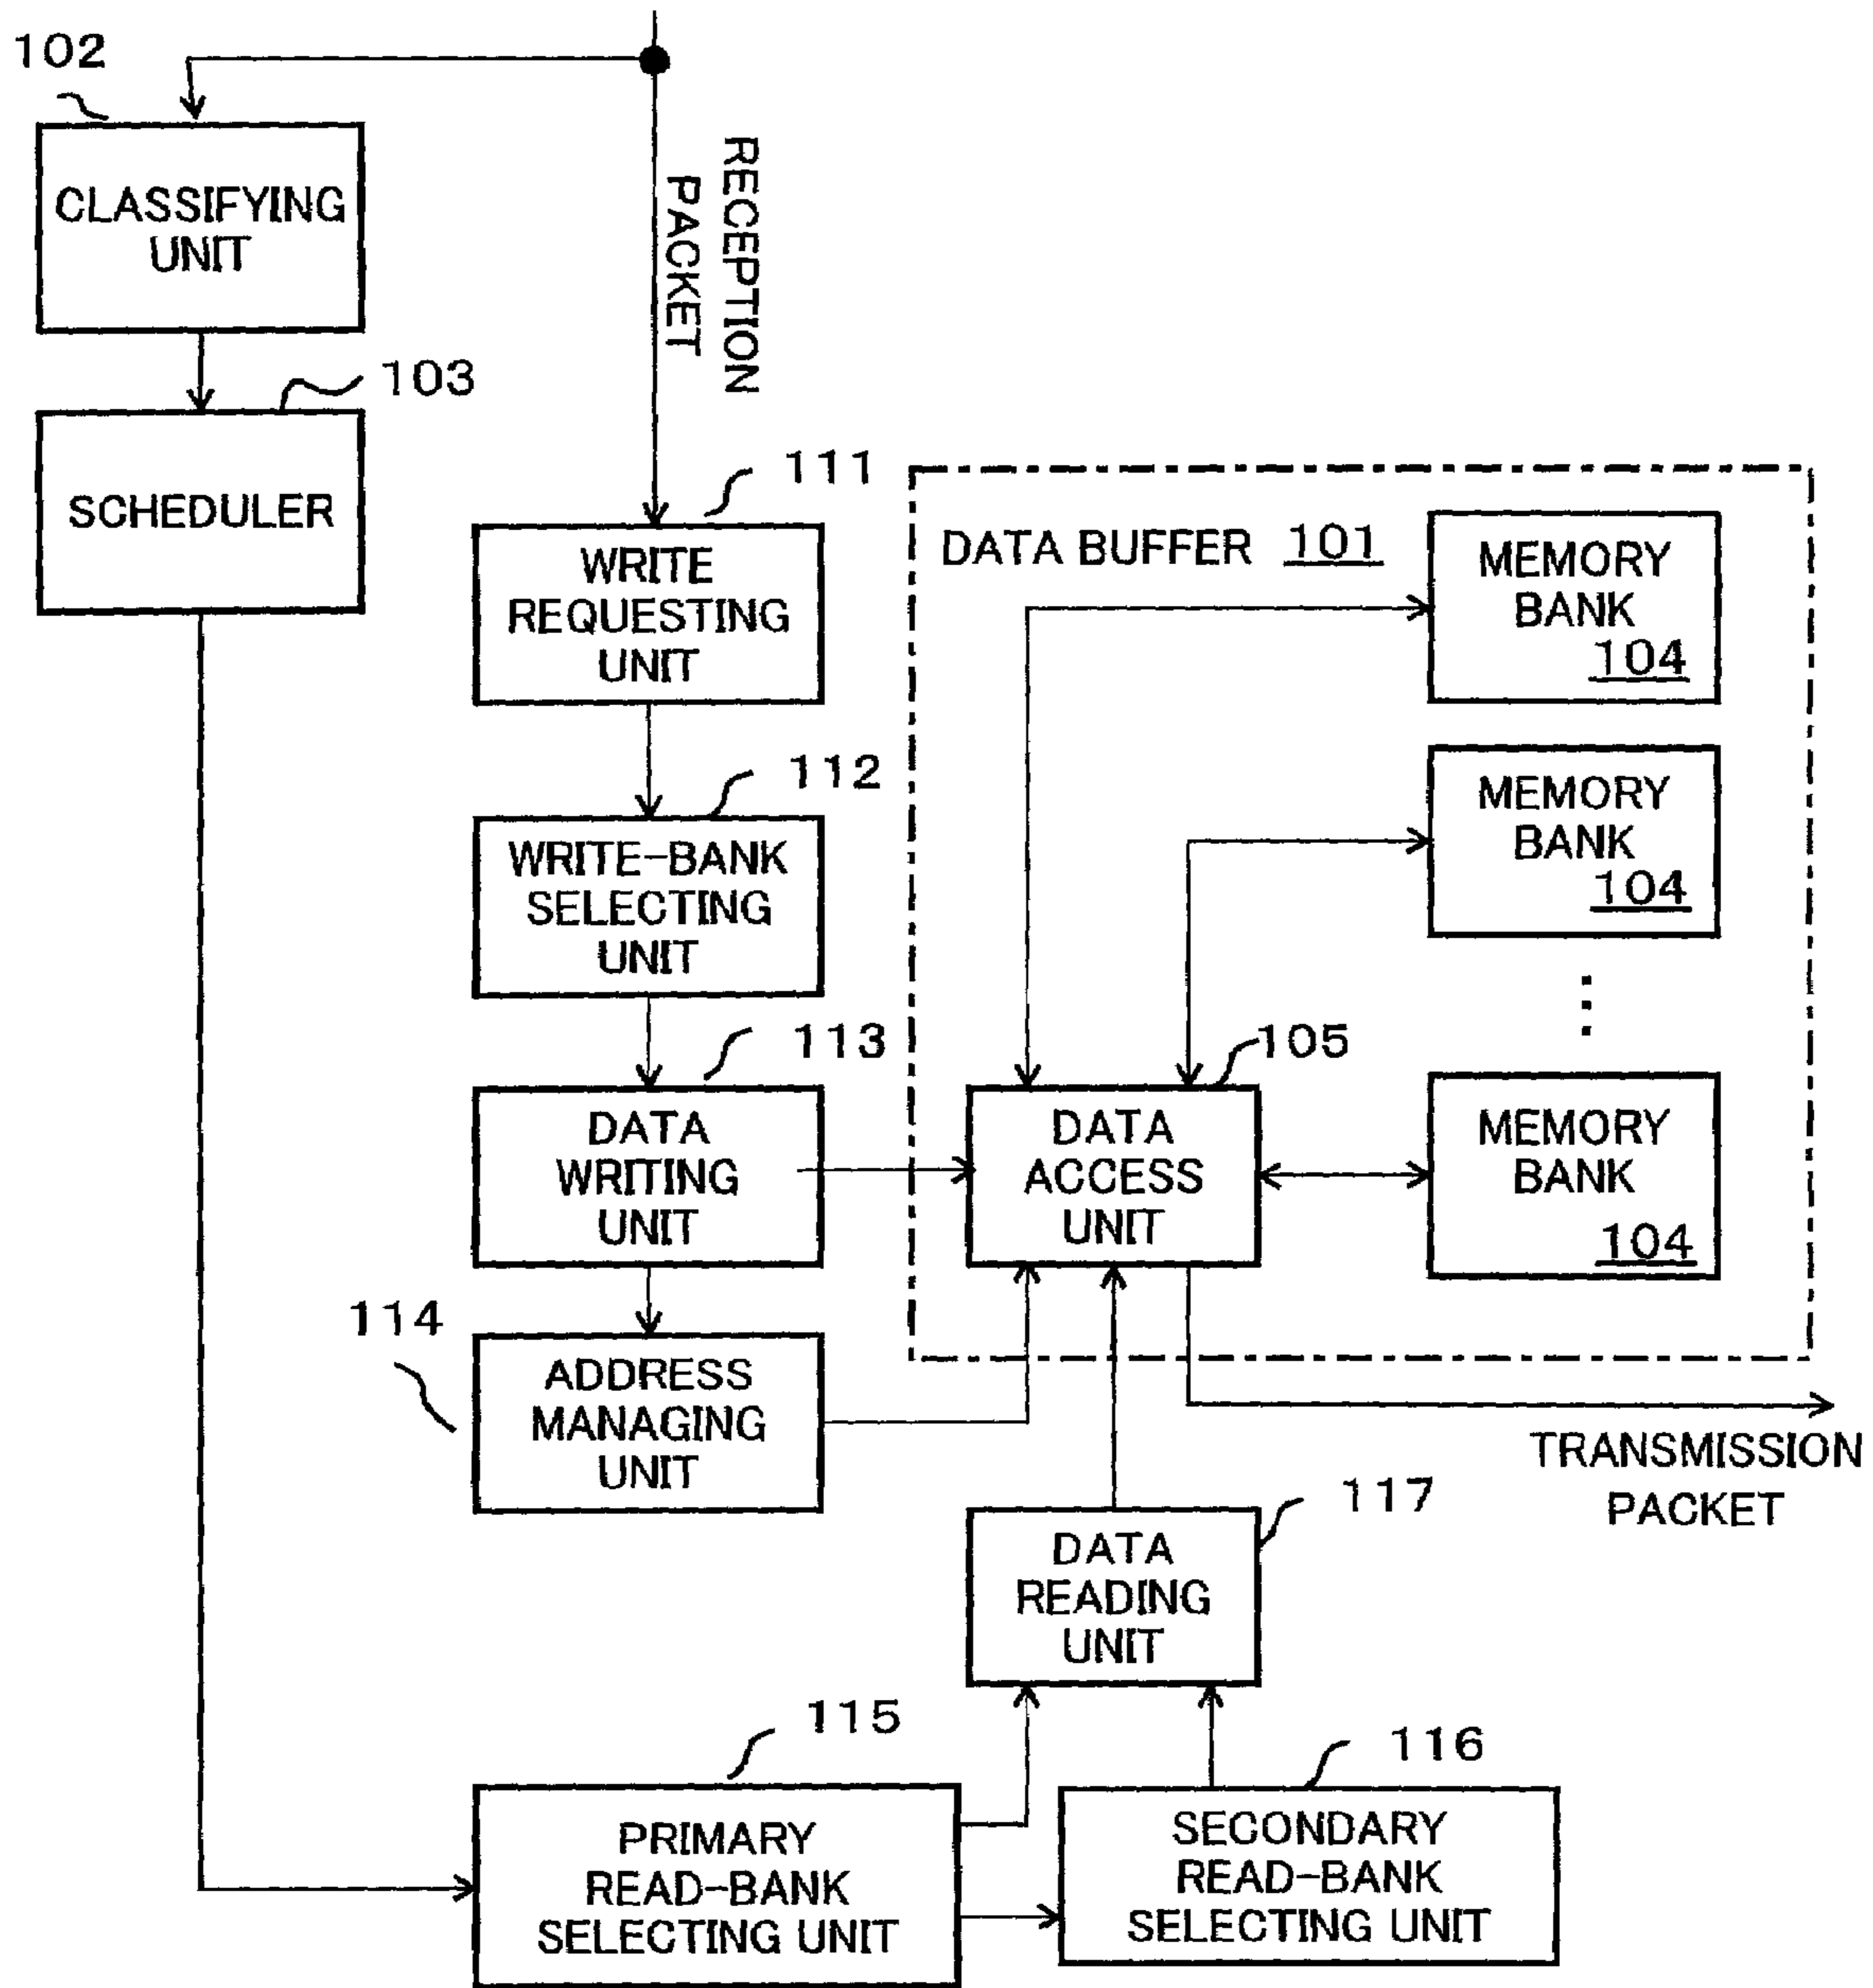 102
CLASSIFYING
UNIT
RECEPTION
PACKET
103
SCHEDULER
111
WRITE
REQUESTING
UNIT
DATA BUFFER 101
MEMORY
BANK
104
112
WRITE-BANK
SELECTING
UNIT
MEMORY
BANK
104
113
DATA
WRITING
UNIT
105
DATA
ACCESS
UNIT
MEMORY
BANK
104
114
ADDRESS
MANAGING
UNIT
TRANSMISSION
PACKET
117
DATA
READING
UNIT
115
PRIMARY
READ-BANK
SELECTING UNIT
116
SECONDARY
READ-BANK
SELECTING UNIT